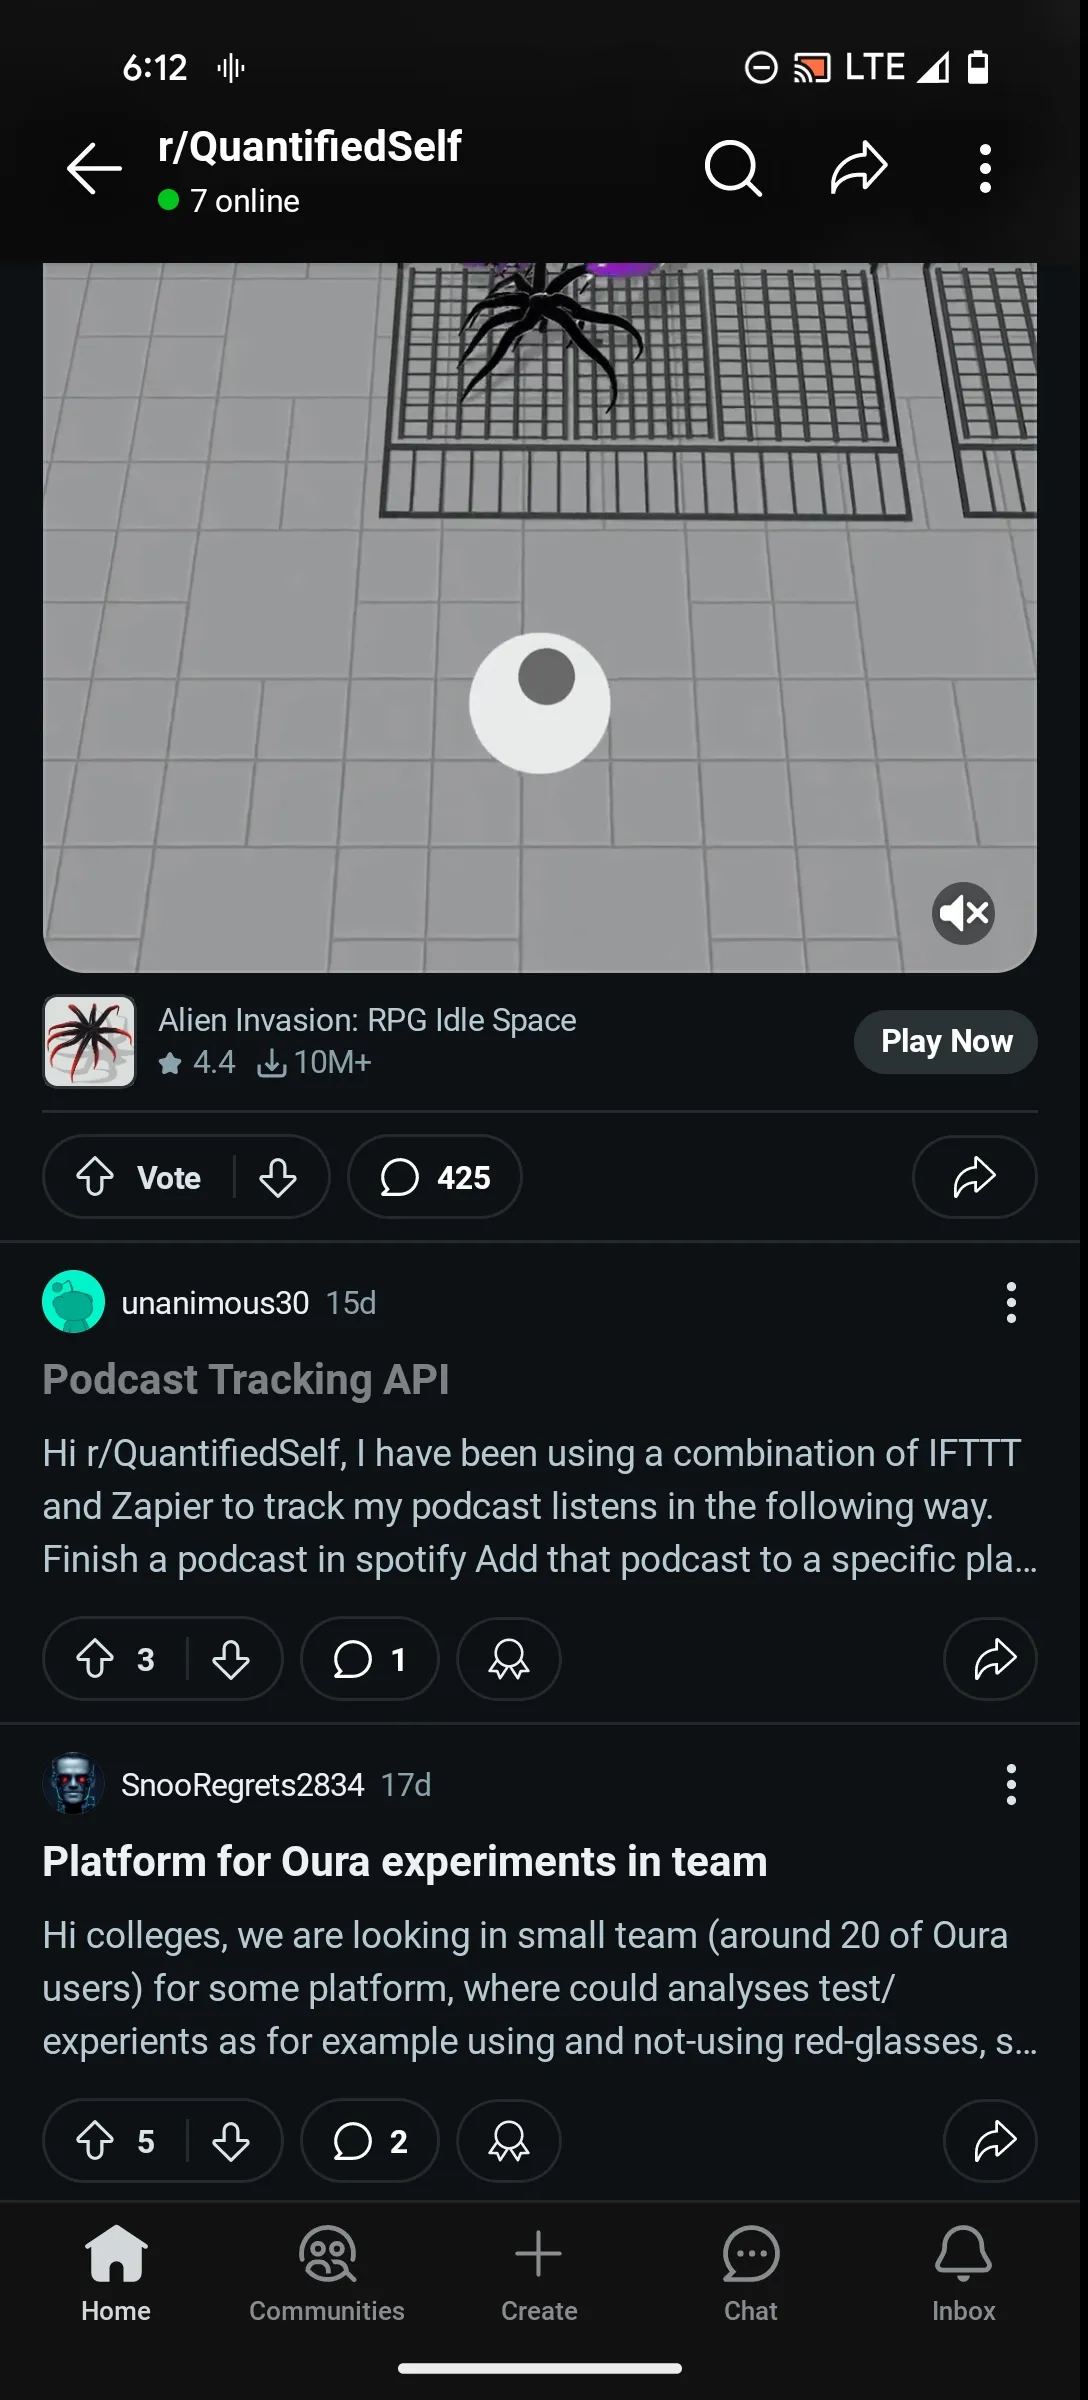 6:12
LTE
r/QuantifiedSelf
7 online
Alien Invasion: RPG Idle Space
4.4 10M+
Play Now
Vote
425
unanimous30 15d
Podcast Tracking API
Hi r/QuantifiedSelf, I have been using a combination of IFTTT
and Zapier to track my podcast listens in the following way.
Finish a podcast in spotify Add that podcast to a specific pla...
3
1
SnooRegrets2834 17d
Platform for Oura experiments in team
Hi colleges, we are looking in small team (around 20 of Oura
users) for some platform, where could analyses test/
experients as for example using and not-using red-glasses, s...
5
2
Home
Communities
Create
Chat
Inbox